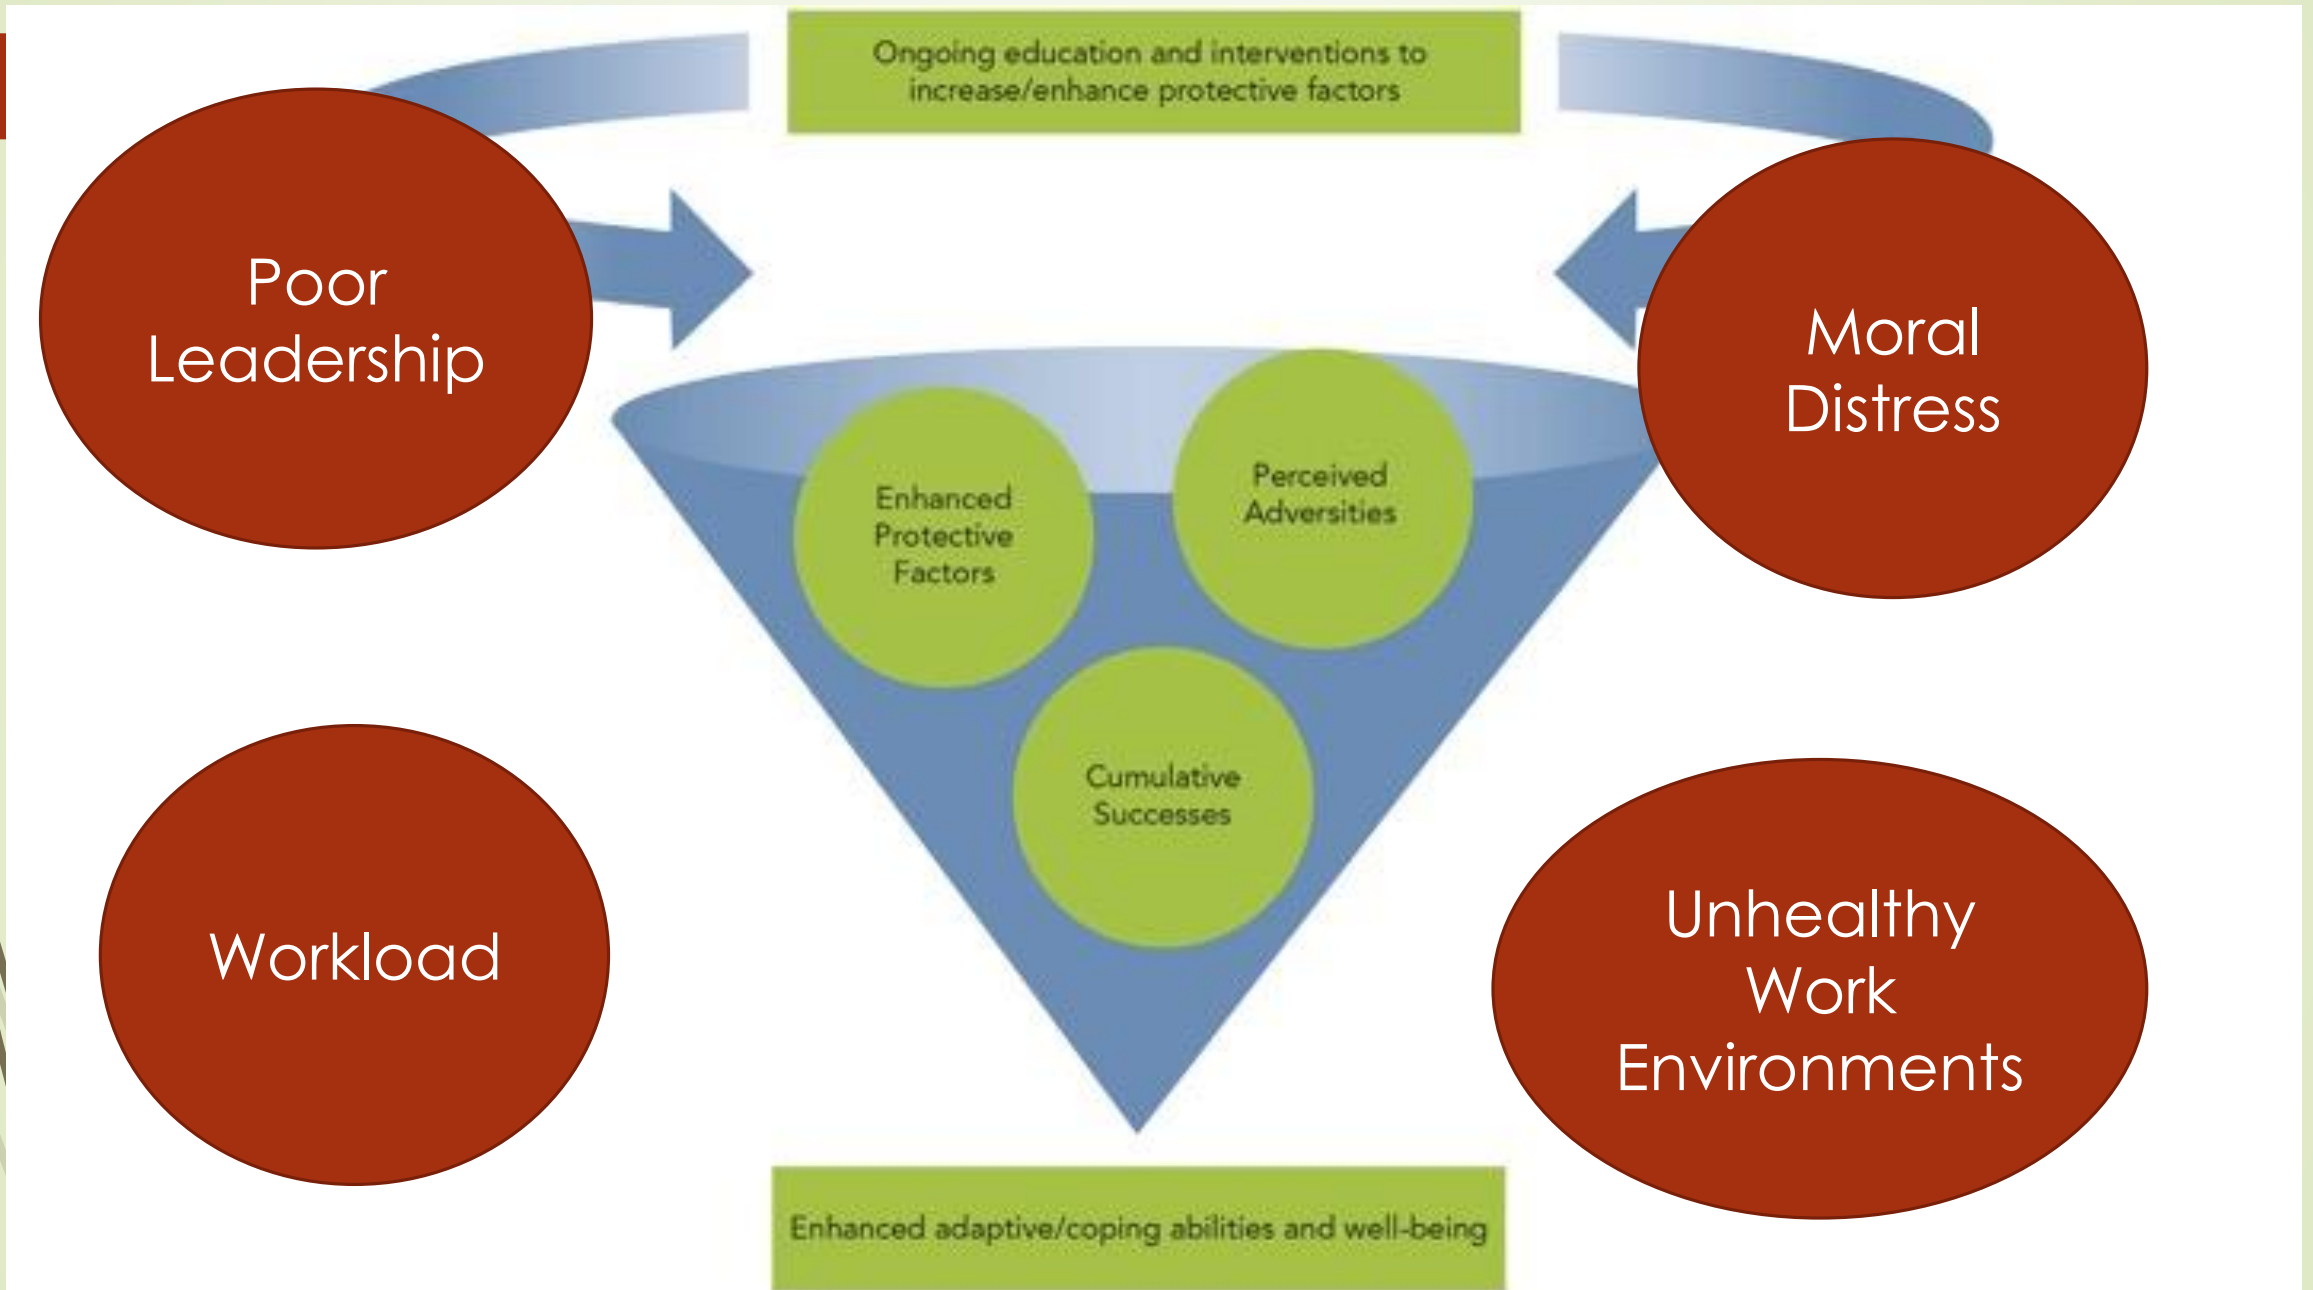 Ongoing education and interventions to
increase/enhance protective factors
Poor
Leadership
Moral
Distress
Enhanced
Protective
Factors
Perceived
Adversities
Cumulative
Successes
Workload
Unhealthy
Work
Environments
Enhanced adaptive/coping abilities and well-being